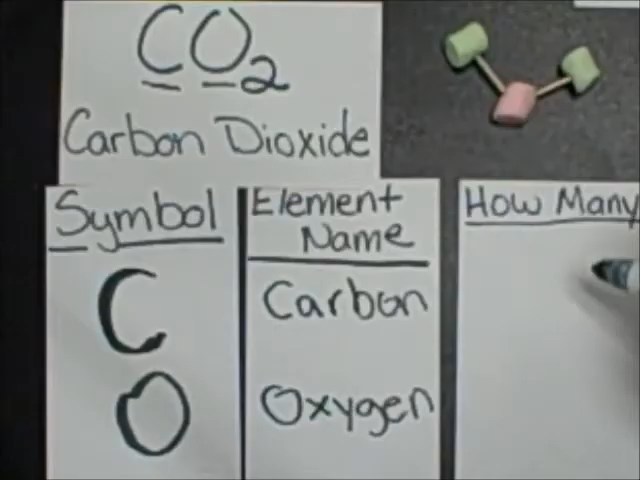 CO2
Carbon Dioxide
Symbol
Element
Name
How Many
C
Carbon
O
Oxygen